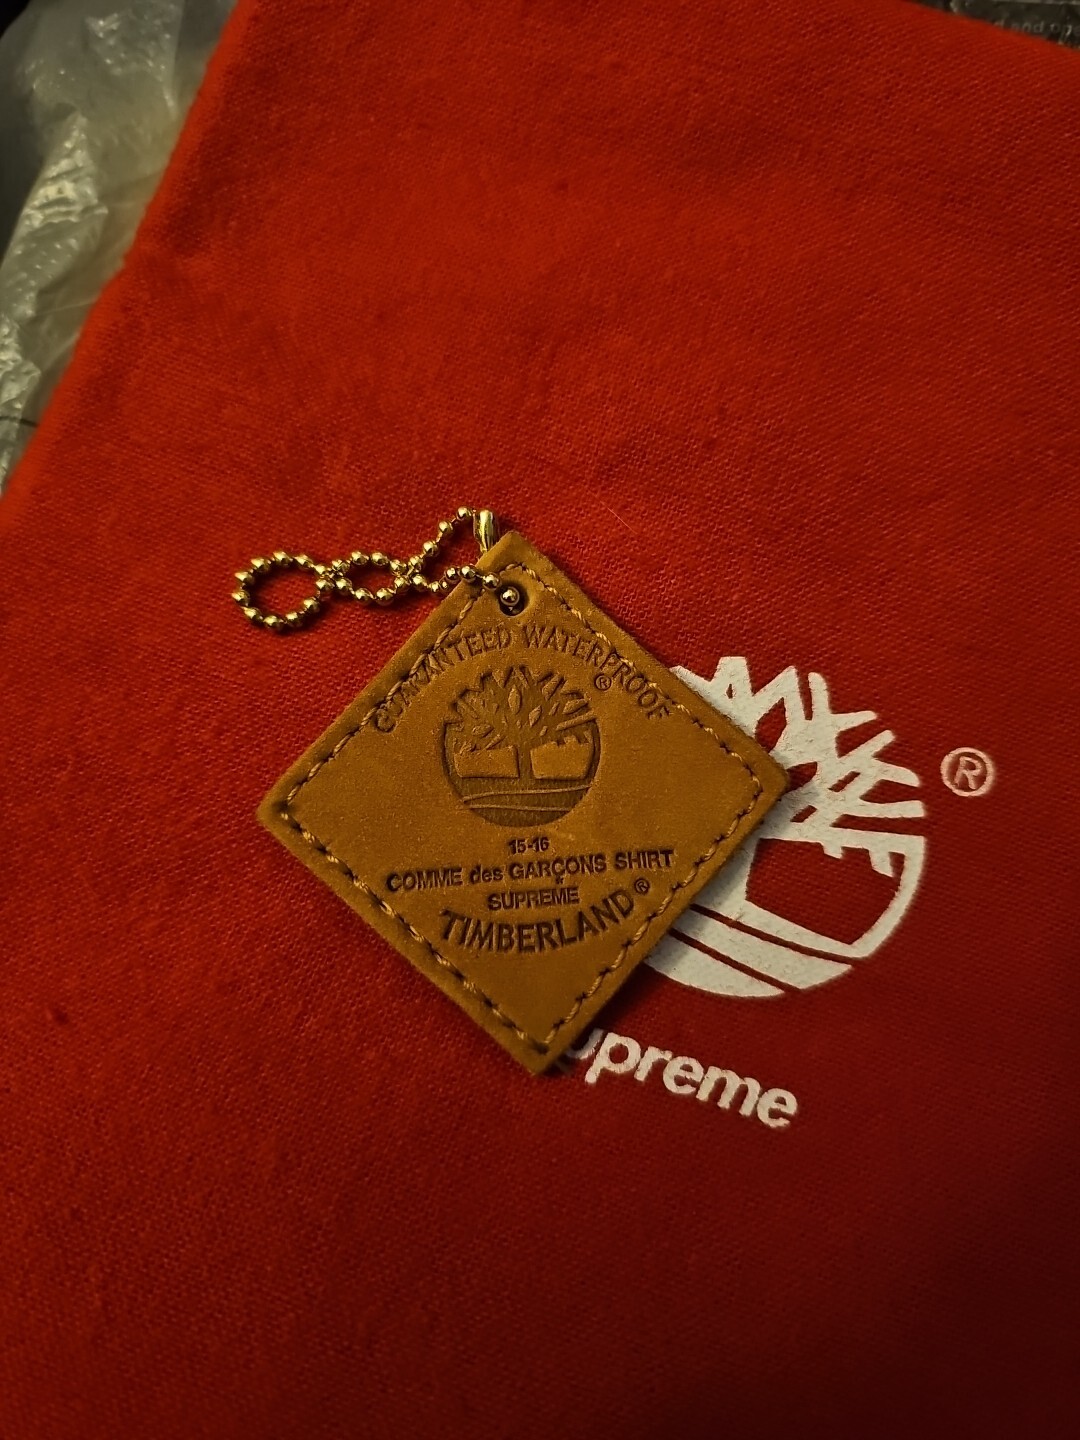 GUARANTEED WATERPROOF
®
15-16
COMME des GARÇONS SHIRT
*
SUPREME
TIMBERLAND®
®
upreme